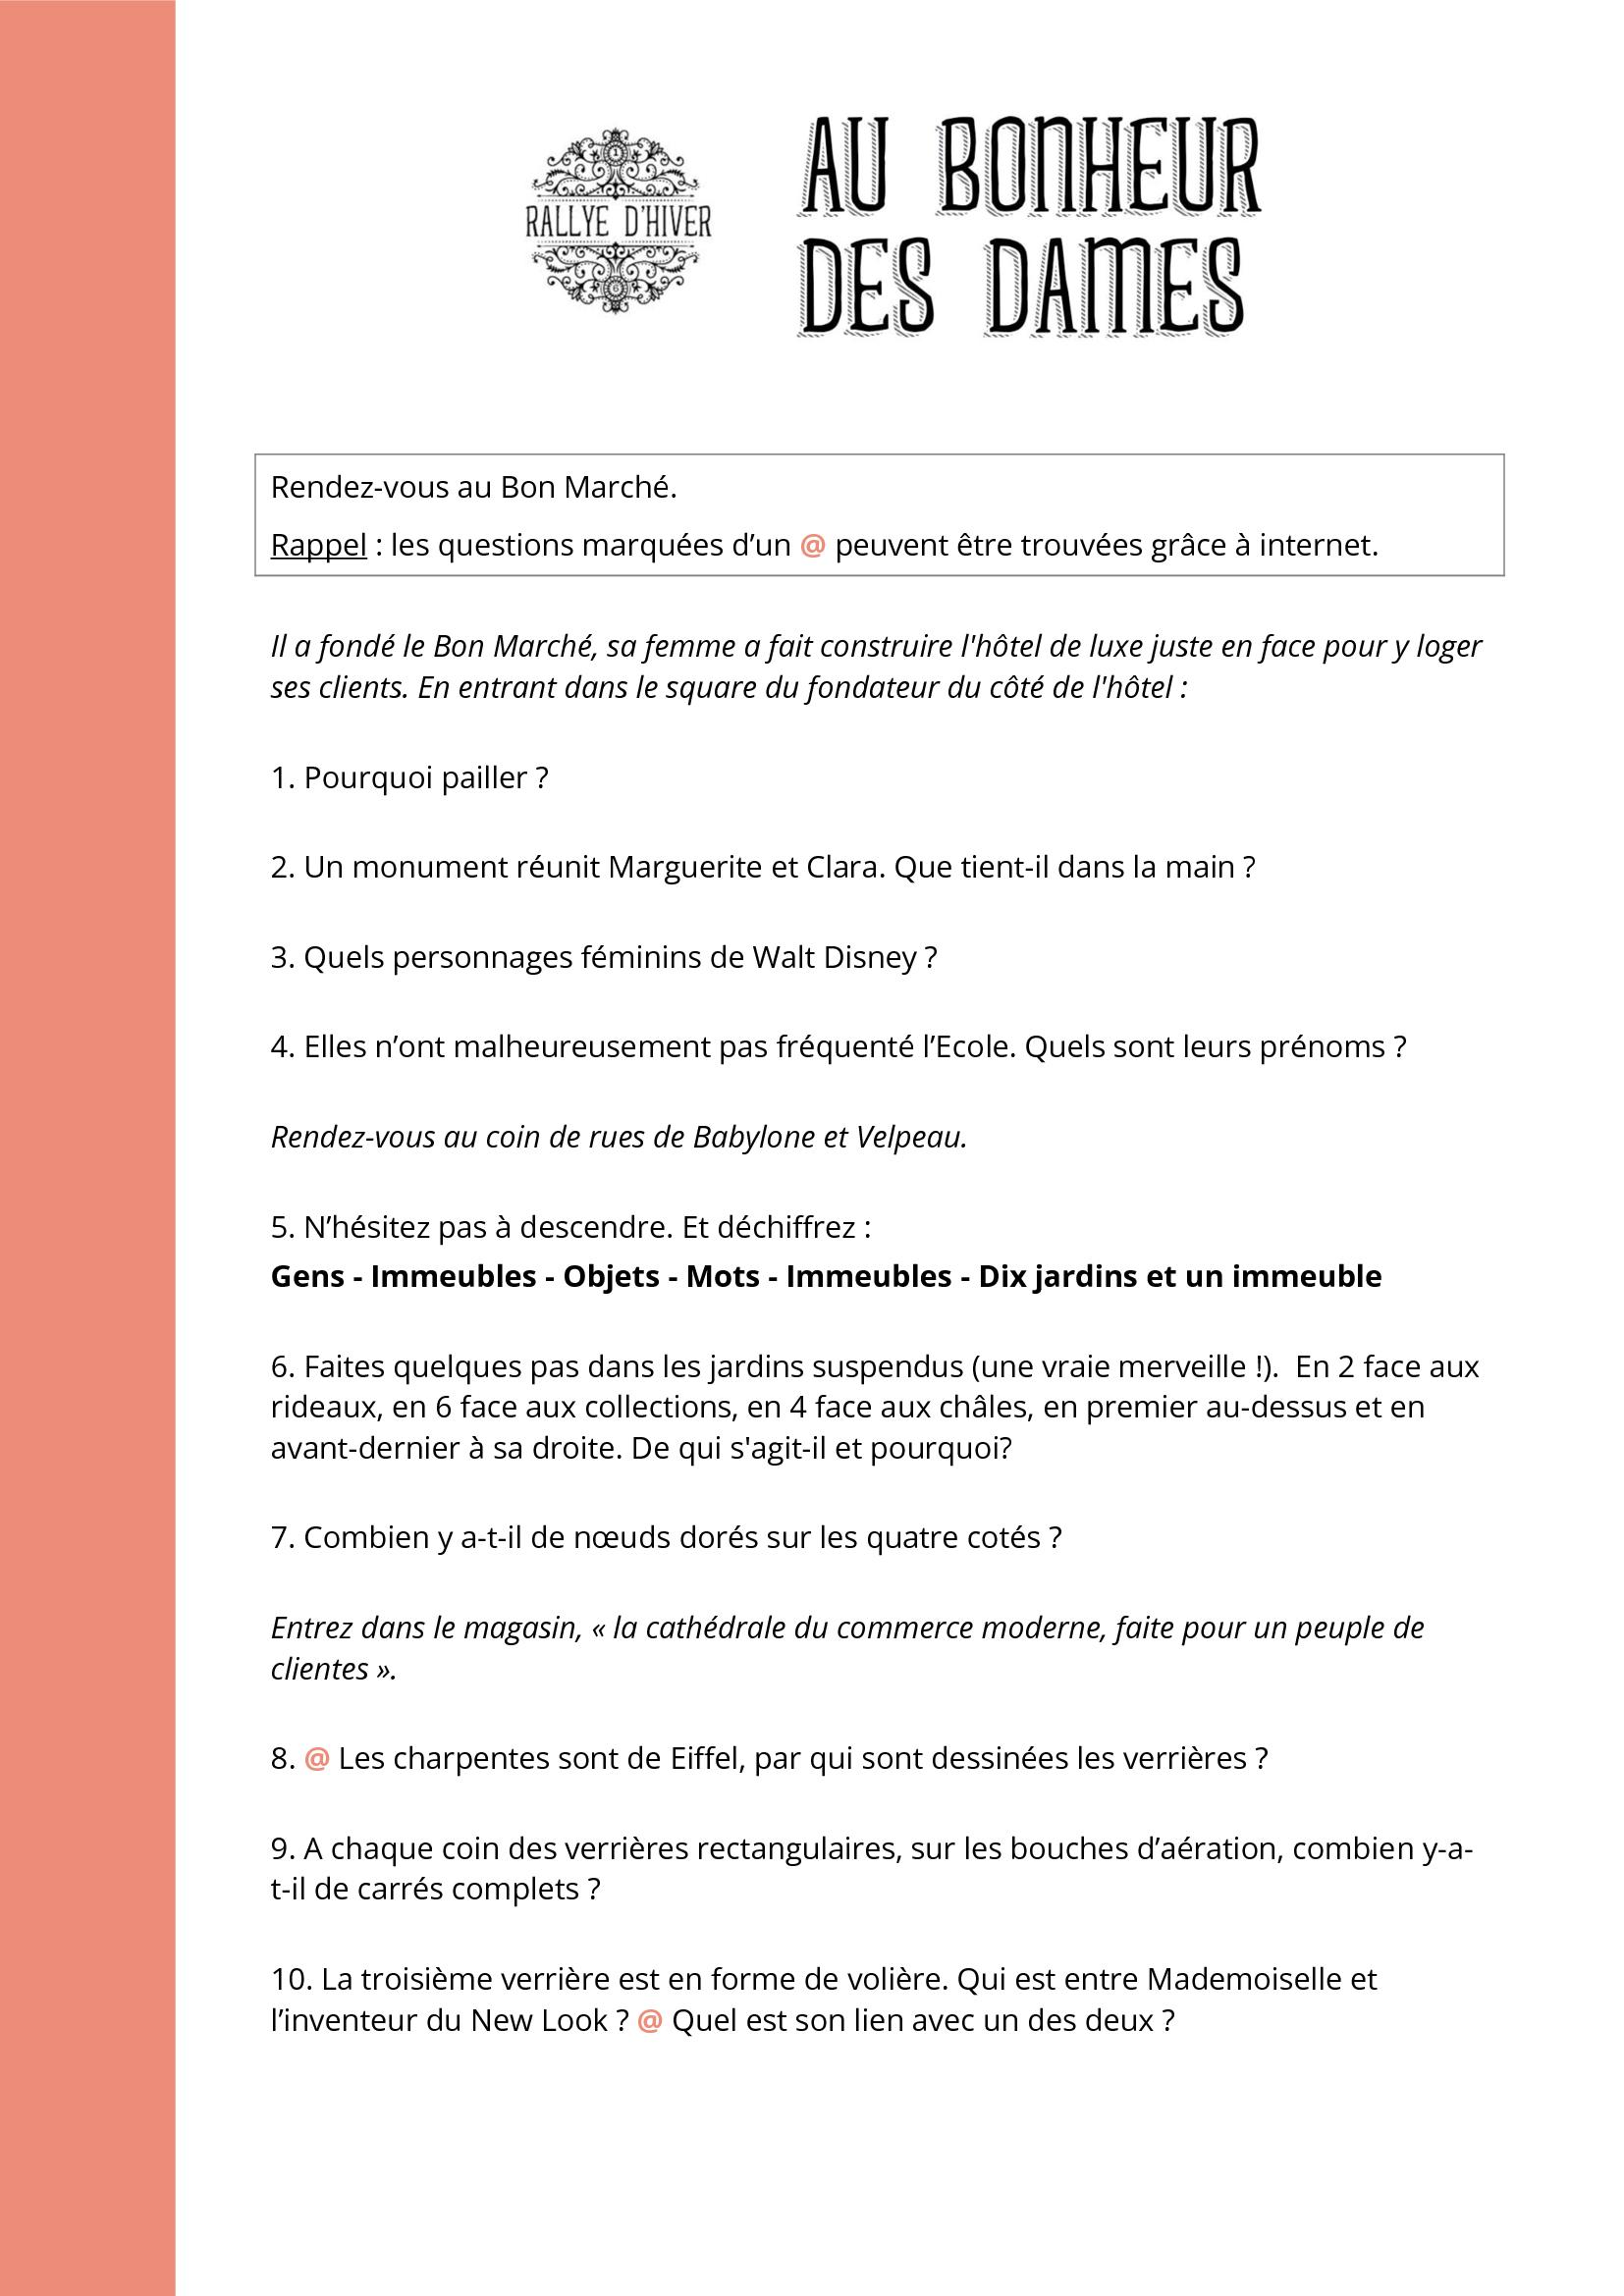 RALLYE D'HIVER
AU BONHEUR
DES DAMES
Rendez-vous au Bon Marché.
Rappel : les questions marquées d’un @ peuvent être trouvées grâce à internet.
Il a fondé le Bon Marché, sa femme a fait construire l'hôtel de luxe juste en face pour y loger
ses clients. En entrant dans le square du fondateur du côté de l'hôtel :
1. Pourquoi pailler ?
2. Un monument réunit Marguerite et Clara. Que tient-il dans la main ?
3. Quels personnages féminins de Walt Disney ?
4. Elles n’ont malheureusement pas fréquenté l’Ecole. Quels sont leurs prénoms ?
Rendez-vous au coin de rues de Babylone et Velpeau.
5. N’hésitez pas à descendre. Et déchiffrez :
Gens - Immeubles - Objets - Mots - Immeubles - Dix jardins et un immeuble
6. Faites quelques pas dans les jardins suspendus (une vraie merveille !). En 2 face aux
rideaux, en 6 face aux collections, en 4 face aux châles, en premier au-dessus et en
avant-dernier à sa droite. De qui s'agit-il et pourquoi?
7. Combien y a-t-il de nœuds dorés sur les quatre cotés ?
Entrez dans le magasin, « la cathédrale du commerce moderne, faite pour un peuple de
clientes ».
8. @ Les charpentes sont de Eiffel, par qui sont dessinées les verrières ?
9. A chaque coin des verrières rectangulaires, sur les bouches d’aération, combien y-a-
t-il de carrés complets ?
10. La troisième verrière est en forme de volière. Qui est entre Mademoiselle et
l’inventeur du New Look ? @ Quel est son lien avec un des deux ?